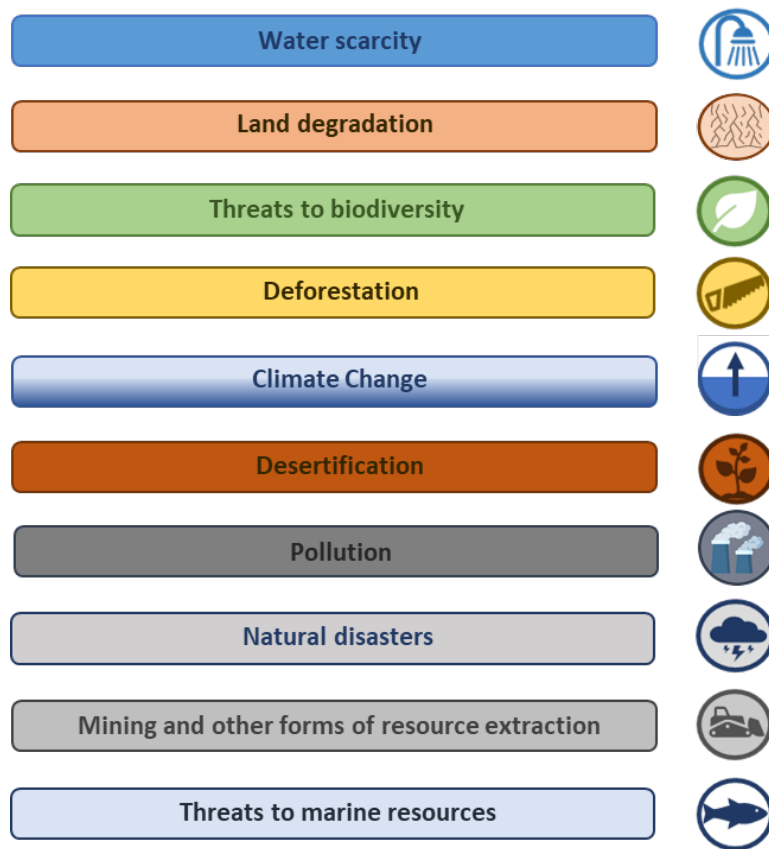 Water scarcity
Land degradation
Threats to biodiversity
Deforestation
Climate Change
Desertification
Pollution
Natural disasters
Mining and other forms of resource extraction
Threats to marine resources